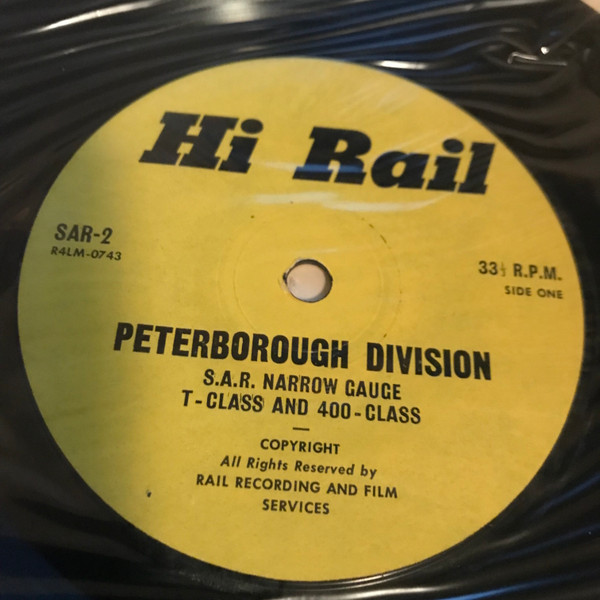 Hi Rail
SAR-2
R4LM-0743
33⅓ R.P.M.
SIDE ONE
PETERBOROUGH DIVISION
S.A.R. NARROW GAUGE
T-CLASS AND 400-CLASS
COPYRIGHT
All Rights Reserved by
RAIL RECORDING AND FILM
SERVICES